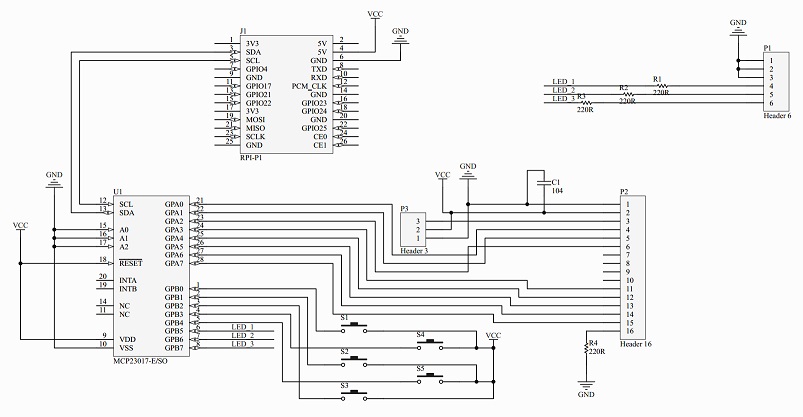 VCC
GND
J1
1 3V3 5V 2
3 SDA 5V 4
5 SCL GND 6
7 GPIO4 TXD 8
9 GND RXD 10
11 GPIO17 PCM_CLK 12
13 GPIO21 GND 14
15 GPIO22 GPIO23 16
17 3V3 GPIO24 18
19 MOSI GND 20
21 MISO GPIO25 22
23 SCLK CE0 24
25 GND CE1 26
RPI-P1
GND
P1
1
2
3
LED_1 R1 4
220R
LED_2 R2 5
220R
LED_3 R3 6
220R
Header 6
GND
VCC
U1
12 SCL GPA0 21
13 SDA GPA1 22
GPA2 23
15 A0 GPA3 24
16 A1 GPA4 25
17 A2 GPA5 26
GPA6 27
18 RESET GPA7 28
20 INTA
19 INTB GPB0 1
GPB1 2
14 NC GPB2 3
11 NC GPB3 4
GPB4 5
GPB5 6 LED_1
9 VDD GPB6 7 LED_2
10 VSS GPB7 8 LED_3
MCP23017-E/SO
VCC
GND
C1
104
P3
3
2
1
Header 3
P2
1
2
3
4
5
6
7
8
9
10
11
12
13
14
15
16
Header 16
S1
S4
S2
S5
S3
VCC
R4
220R
GND